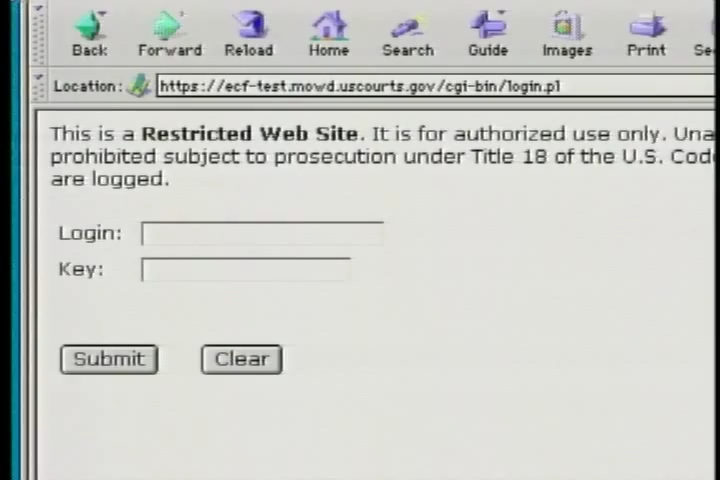 Back Forward Reload Home Search Guide Images Print
Location: https://ecf-test.mowd.uscourts.gov/cgi-bin/login.pl
This is a Restricted Web Site. It is for authorized use only. Una
prohibited subject to prosecution under Title 18 of the U.S. Cod
are logged.
Login:
Key:
Submit Clear